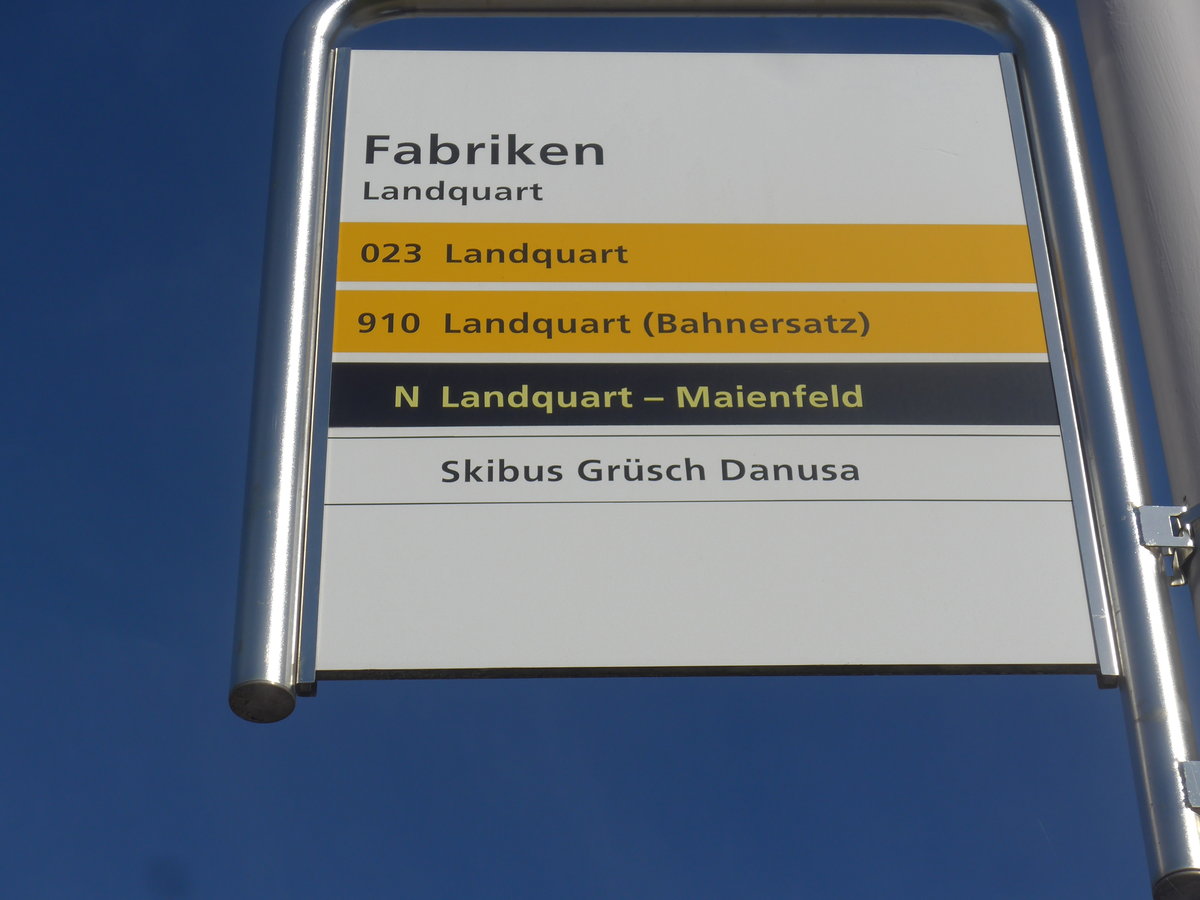 Fabriken
Landquart
023 Landquart
910 Landquart (Bahnersatz)
N Landquart – Maienfeld
Skibus Grüsch Danusa